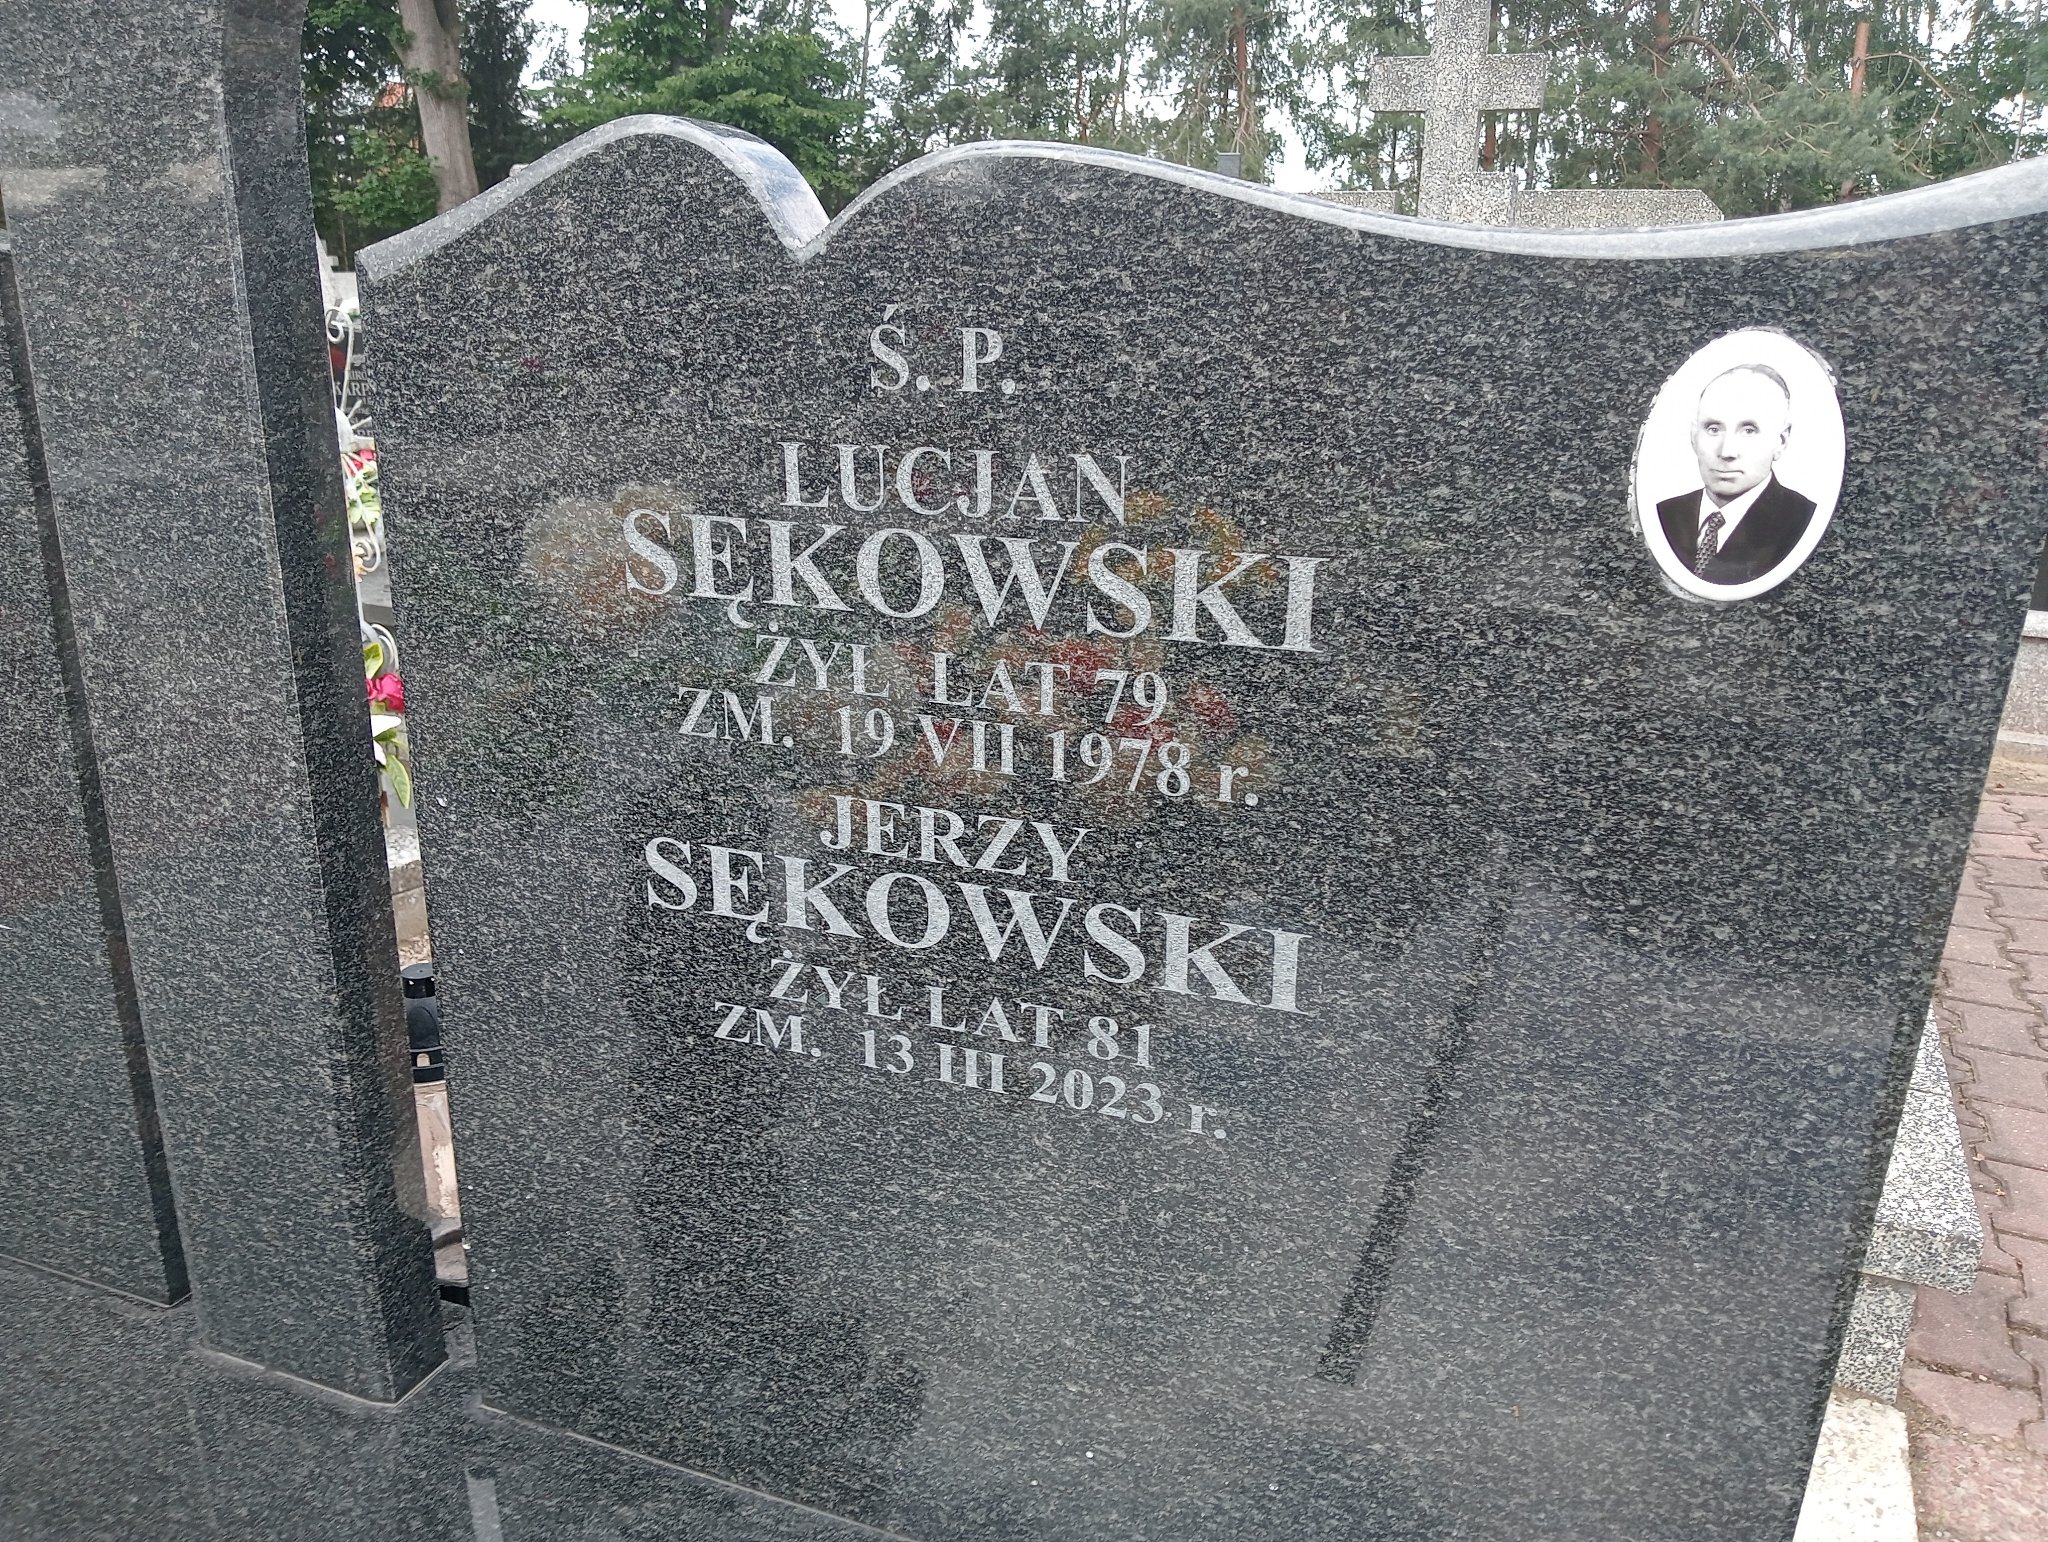 Ś. P.
LUCJAN
SĘKOWSKI
ŻYŁ LAT 79
ZM. 19 VII 1978 r.
JERZY
SĘKOWSKI
ŻYŁ LAT 81
ZM. 13 III 2023 r.